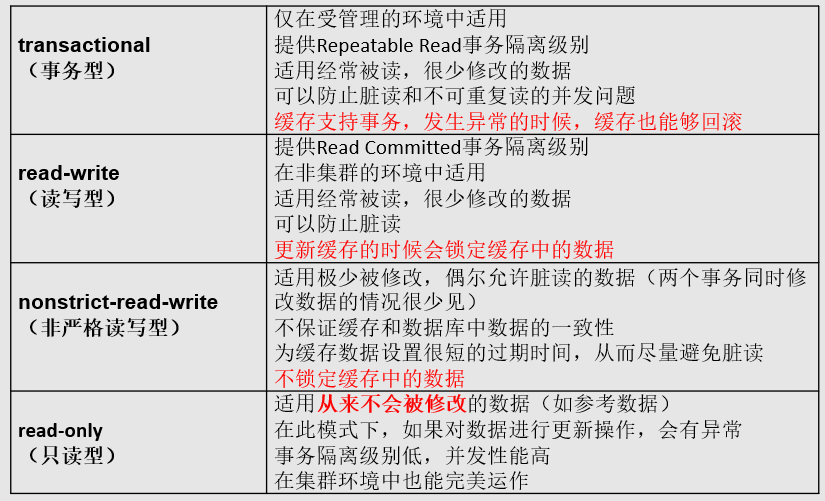 transactional
（事务型）
仅在受管理的环境中适用
提供Repeatable Read事务隔离级别
适用经常被读，很少修改的数据
可以防止脏读和不可重复读的并发问题
缓存支持事务，发生异常的时候，缓存也能够回滚
read-write
（读写型）
提供Read Committed事务隔离级别
在非集群的环境中适用
适用经常被读，很少修改的数据
可以防止脏读
更新缓存的时候会锁定缓存中的数据
nonstrict-read-write
（非严格读写型）
适用极少被修改，偶尔允许脏读的数据（两个事务同时修
改数据的情况很少见）
不保证缓存和数据库中数据的一致性
为缓存数据设置很短的过期时间，从而尽量避免脏读
不锁定缓存中的数据
read-only
（只读型）
适用从来不会被修改的数据（如参考数据）
在此模式下，如果对数据进行更新操作，会有异常
事务隔离级别低，并发性能高
在集群环境中也能完美运作